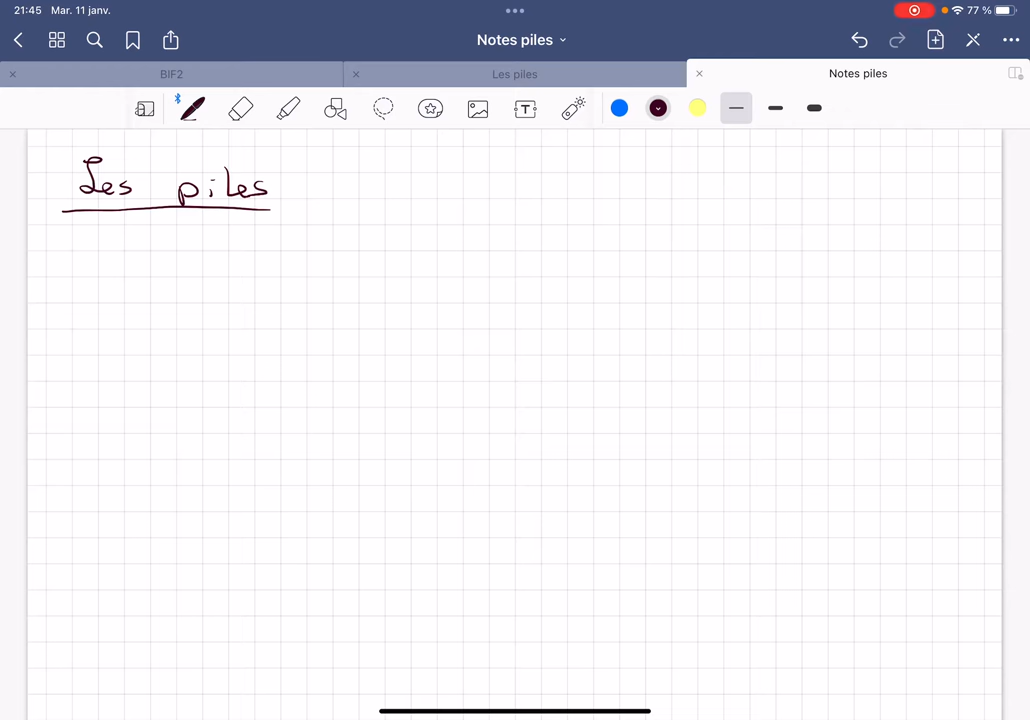 21:45 Mar. 11 janv. 77 %
Notes piles
BIF2 Les piles Notes piles
T
Les piles